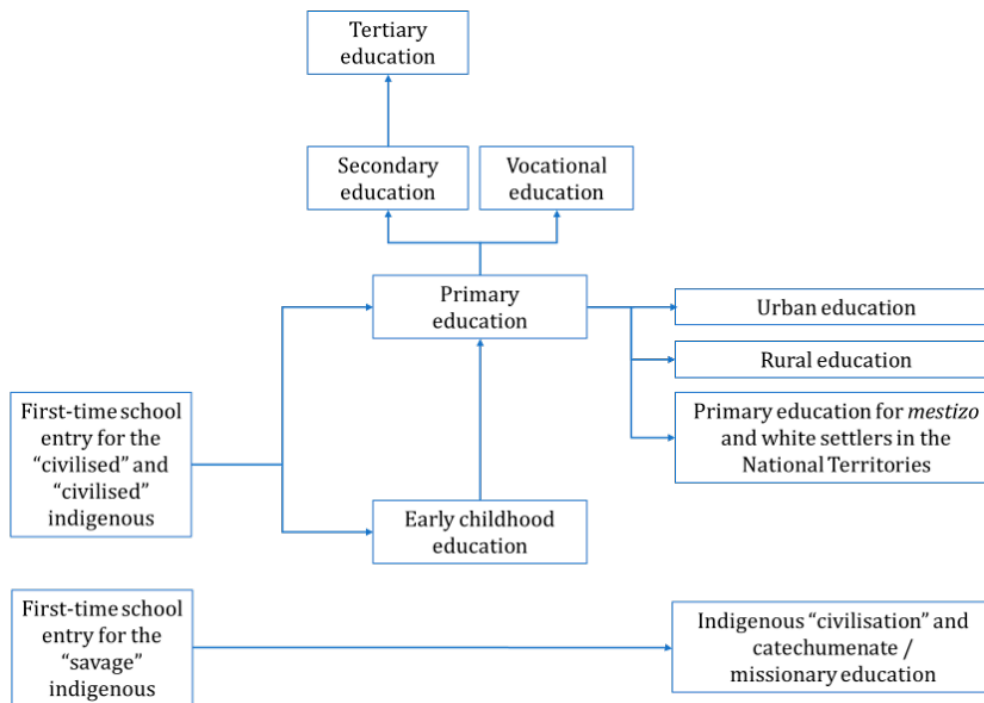 Tertiary
education
Secondary
education
Vocational
education
Primary
education
Urban education
Rural education
First-time school
entry for the
“civilised” and
“civilised”
indigenous
Primary education for mestizo
and white settlers in the
National Territories
Early childhood
education
First-time school
entry for the
“savage”
indigenous
Indigenous “civilisation” and
catechumenate /
missionary education